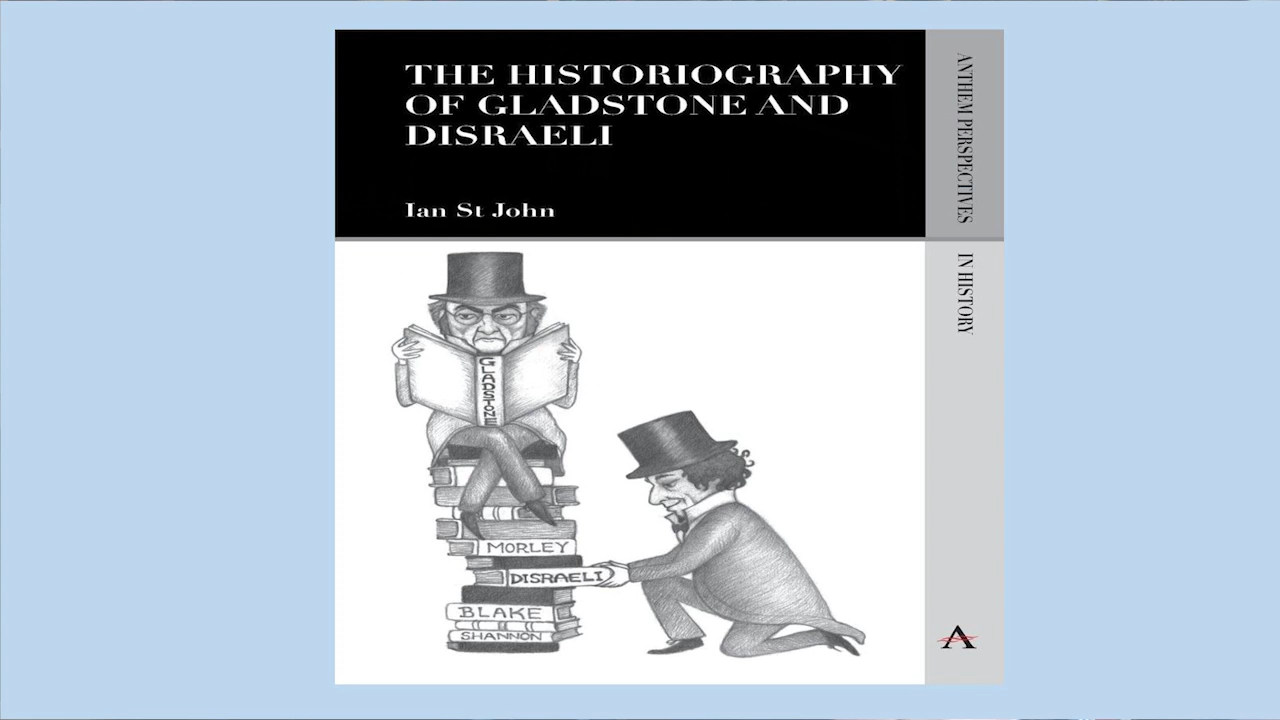 THE HISTORIOGRAPHY
OF GLADSTONE AND
DISRAELI
Ian St John
ANTHEM PERSPECTIVES
IN HISTORY
GLADSTONE
MORLEY
DISRAELI
BLAKE
SHANNON